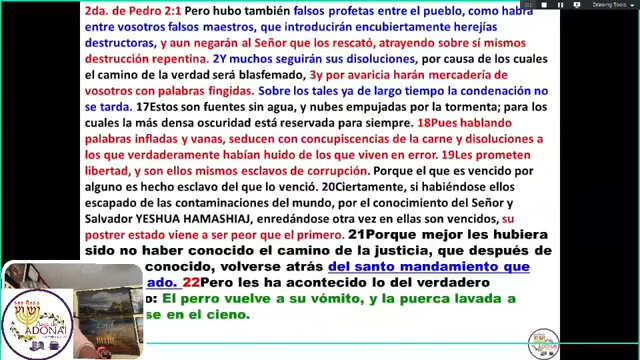 Drawing Tools
2da. de Pedro 2:1 Pero hubo también falsos profetas entre el pueblo, como habrá
entre vosotros falsos maestros, que introducirán encubiertamente herejías
destructoras, y aun negarán al Señor que los rescató, atrayendo sobre sí mismos
destrucción repentina. 2Y muchos seguirán sus disoluciones, por causa de los cuales
el camino de la verdad será blasfemado, 3y por avaricia harán mercadería de
vosotros con palabras fingidas. Sobre los tales ya de largo tiempo la condenación no
se tarda. 17Estos son fuentes sin agua, y nubes empujadas por la tormenta; para los
cuales la más densa oscuridad está reservada para siempre. 18Pues hablando
palabras infladas y vanas, seducen con concupiscencias de la carne y disoluciones a
los que verdaderamente habían huido de los que viven en error. 19Les prometen
libertad, y son ellos mismos esclavos de corrupción. Porque el que es vencido por
alguno es hecho esclavo del que lo venció. 20Ciertamente, si habiéndose ellos
escapado de las contaminaciones del mundo, por el conocimiento del Señor y
Salvador YESHUA HAMASHIAJ, enredándose otra vez en ellas son vencidos, su
postrer estado viene a ser peor que el primero. 21Porque mejor les hubiera
sido no haber conocido el camino de la justicia, que después de
conocido, volverse atrás del santo mandamiento que
ado. 22Pero les ha acontecido lo del verdadero
o: El perro vuelve a su vómito, y la puerca lavada a
se en el cieno.
ADONAI